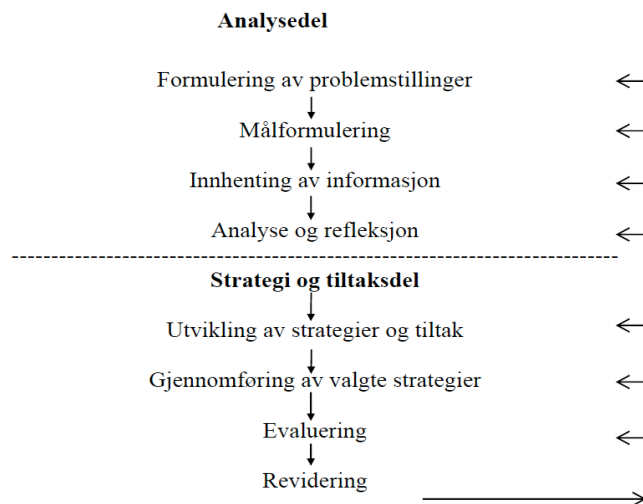 Analysedel
Formulering av problemstillinger
Målformulering
Innhenting av informasjon
Analyse og refleksjon
Strategi og tiltaksdel
Utvikling av strategier og tiltak
Gjennomføring av valgte strategier
Evaluering
Revidering